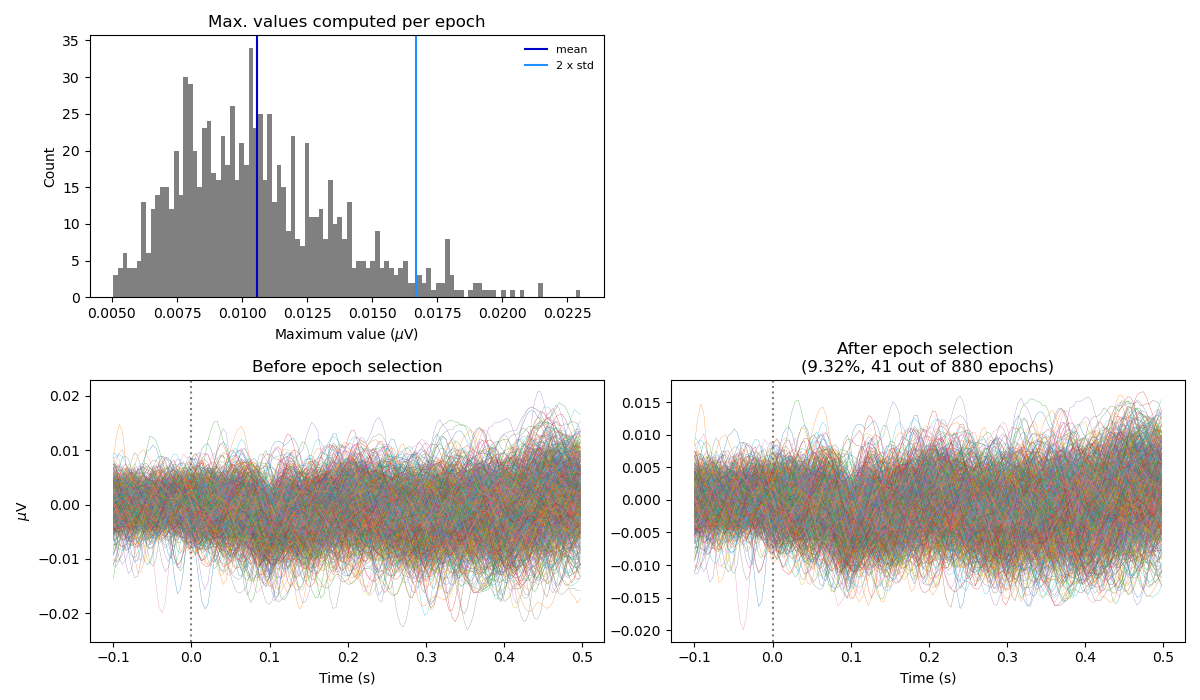 Max. values computed per epoch
35
30
25
20
15
10
5
0
Count
mean
2 x std
0.0050 0.0075 0.0100 0.0125 0.0150 0.0175 0.0200 0.0225
Maximum value (μV)
Before epoch selection
0.02
0.01
0.00
−0.01
−0.02
μV
−0.1 0.0 0.1 0.2 0.3 0.4 0.5
Time (s)
After epoch selection
(9.32%, 41 out of 880 epochs)
0.015
0.010
0.005
0.000
−0.005
−0.010
−0.015
−0.020
−0.1 0.0 0.1 0.2 0.3 0.4 0.5
Time (s)